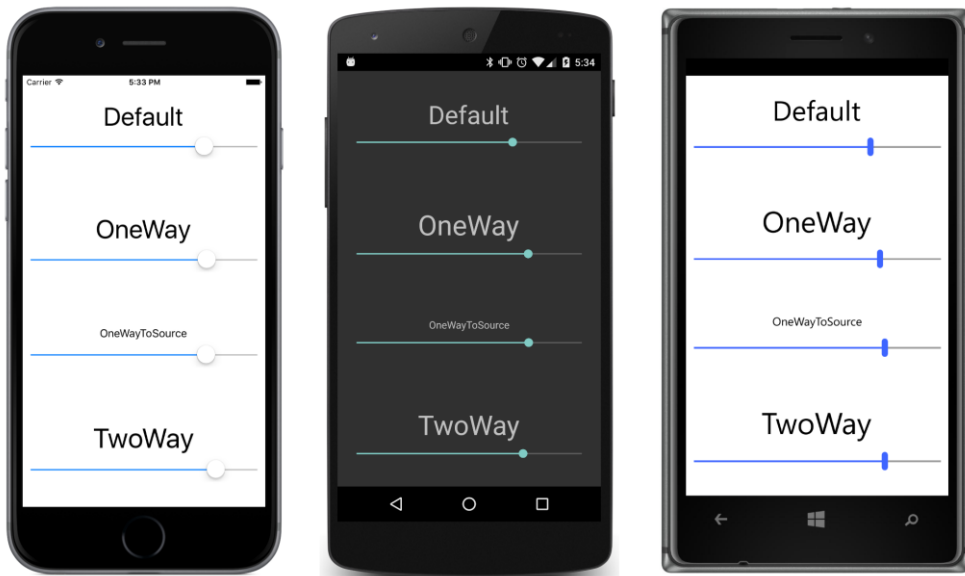 Carrier
5:33 PM
Default
OneWay
OneWayToSource
TwoWay
5:34
Default
OneWay
OneWayToSource
TwoWay
Default
OneWay
OneWayToSource
TwoWay